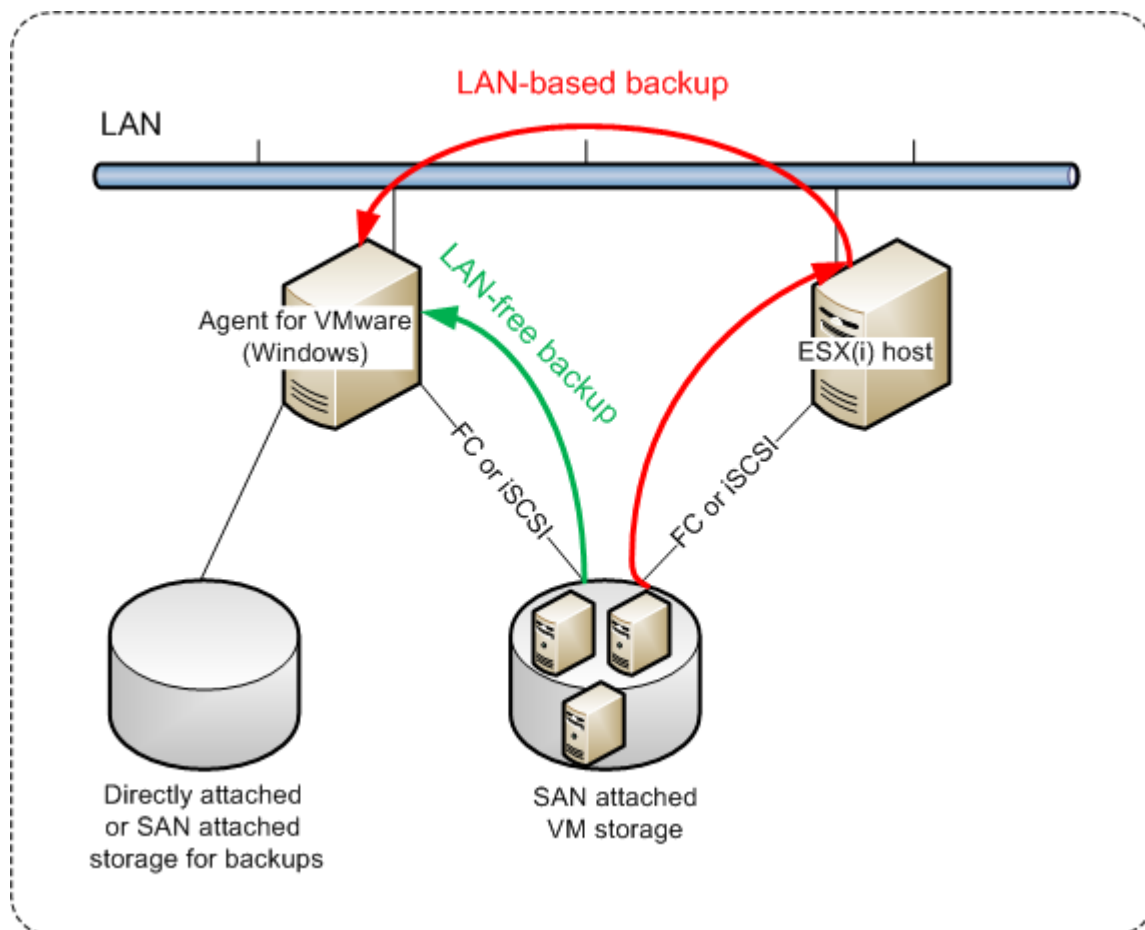 LAN-based backup
LAN
LAN-free backup
Agent for VMware
(Windows)
ESX(i) host
FC or iSCSI
FC or iSCSI
Directly attached
or SAN attached
storage for backups
SAN attached
VM storage